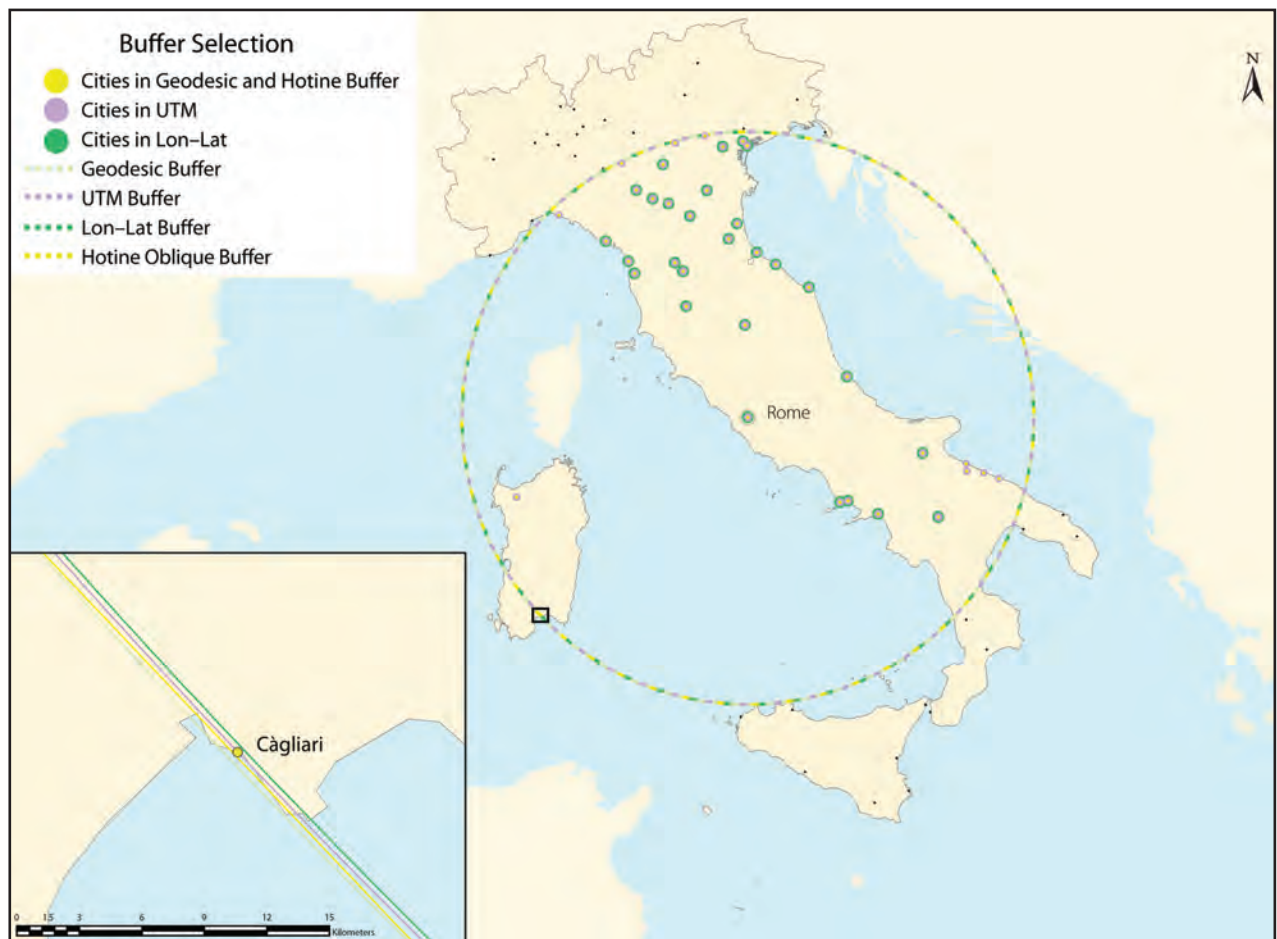 Buffer Selection
Cities in Geodesic and Hotine Buffer
Cities in UTM
Cities in Lon–Lat
Geodesic Buffer
UTM Buffer
Lon–Lat Buffer
Hotine Oblique Buffer
N
Rome
Càgliari
0 1.5 3 6 9 12 15
Kilometers